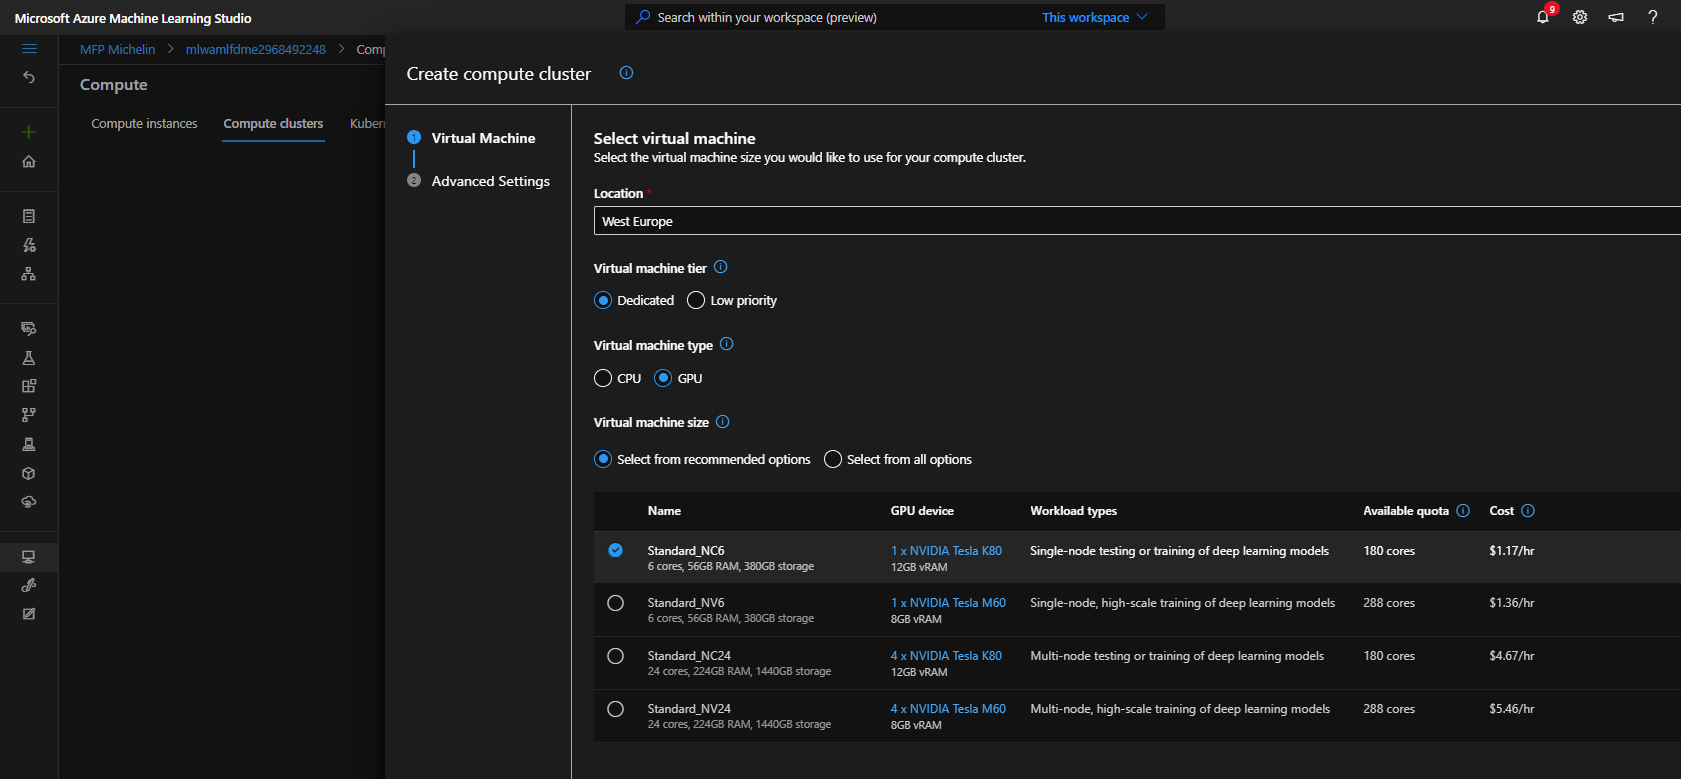 Microsoft Azure Machine Learning Studio
Search within your workspace (preview)
This workspace
9
?
MFP Michelin > mlwamlfdme2968492248 > Comp
Compute
Compute instances
Compute clusters
Kubern
Create compute cluster
1 Virtual Machine
2 Advanced Settings
Select virtual machine
Select the virtual machine size you would like to use for your compute cluster.
Location *
West Europe
Virtual machine tier
Dedicated
Low priority
Virtual machine type
CPU
GPU
Virtual machine size
Select from recommended options
Select from all options
Name GPU device Workload types Available quota Cost
Standard_NC6 1 x NVIDIA Tesla K80 Single-node testing or training of deep learning models 180 cores $1.17/hr
6 cores, 56GB RAM, 380GB storage 12GB vRAM
Standard_NV6 1 x NVIDIA Tesla M60 Single-node, high-scale training of deep learning models 288 cores $1.36/hr
6 cores, 56GB RAM, 380GB storage 8GB vRAM
Standard_NC24 4 x NVIDIA Tesla K80 Multi-node testing or training of deep learning models 180 cores $4.67/hr
24 cores, 224GB RAM, 1440GB storage 12GB vRAM
Standard_NV24 4 x NVIDIA Tesla M60 Multi-node, high-scale training of deep learning models 288 cores $5.46/hr
24 cores, 224GB RAM, 1440GB storage 8GB vRAM